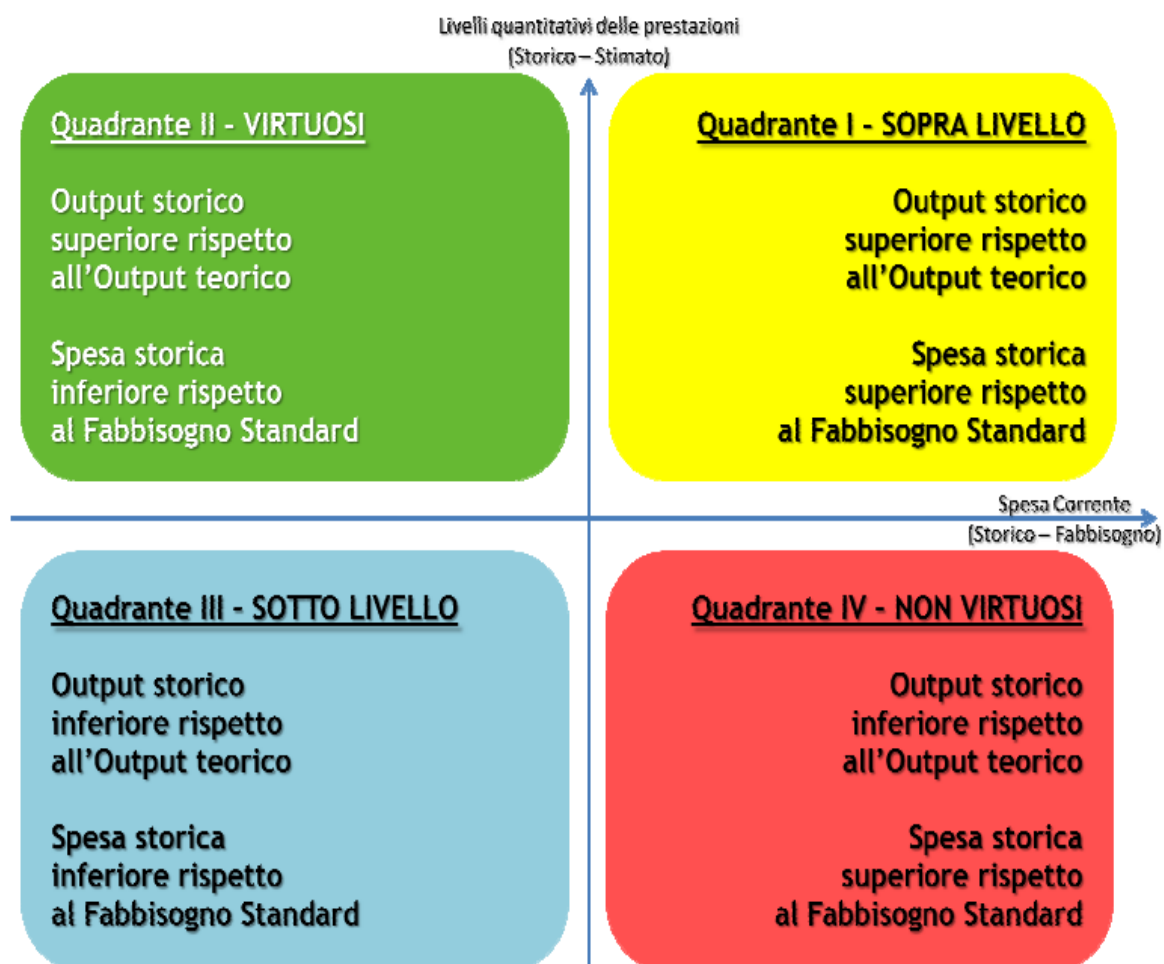 Livelli quantitativi delle prestazioni
(Storico – Stimato)
Quadrante II - VIRTUOSI
Output storico
superiore rispetto
all'Output teorico
Spesa storica
inferiore rispetto
al Fabbisogno Standard
Quadrante I - SOPRA LIVELLO
Output storico
superiore rispetto
all'Output teorico
Spesa storica
superiore rispetto
al Fabbisogno Standard
Spesa Corrente
(Storico – Fabbisogno)
Quadrante III - SOTTO LIVELLO
Output storico
inferiore rispetto
all'Output teorico
Spesa storica
inferiore rispetto
al Fabbisogno Standard
Quadrante IV - NON VIRTUOSI
Output storico
inferiore rispetto
all'Output teorico
Spesa storica
superiore rispetto
al Fabbisogno Standard